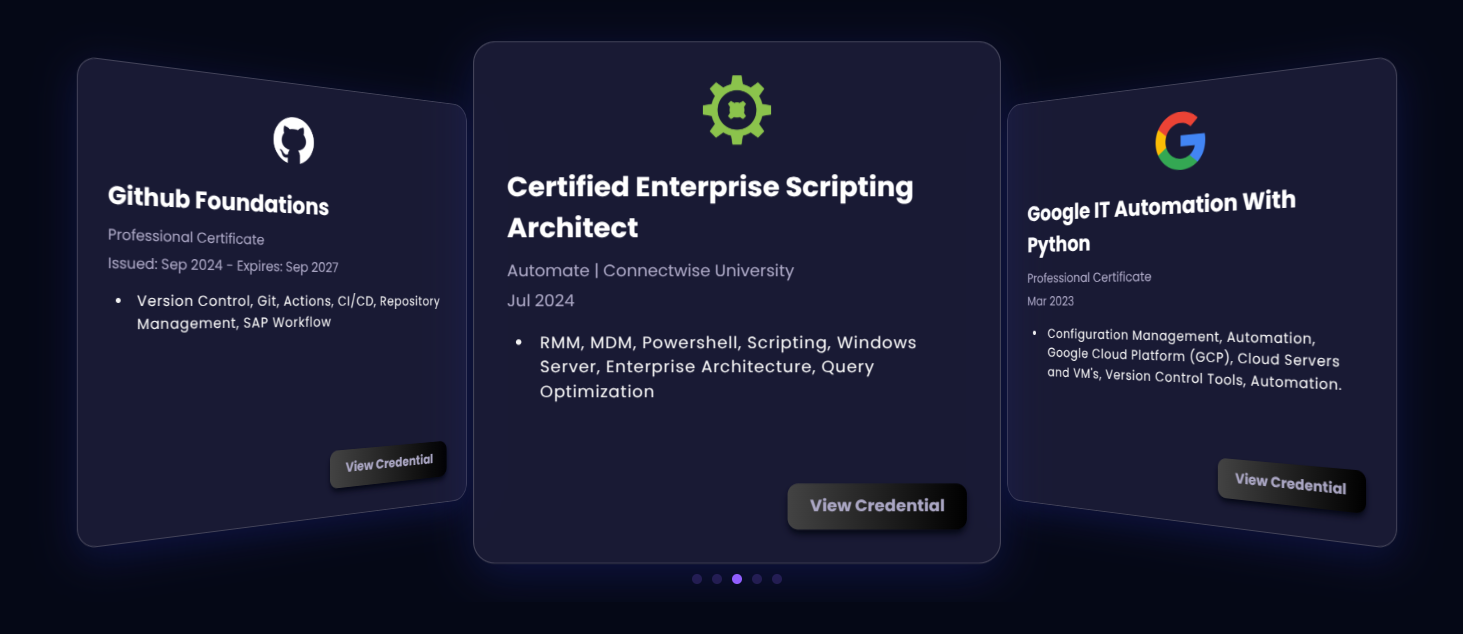 Github Foundations
Professional Certificate
Issued: Sep 2024 - Expires: Sep 2027
• Version Control, Git, Actions, CI/CD, Repository
Management, SAP Workflow
View Credential
Certified Enterprise Scripting
Architect
Automate | Connectwise University
Jul 2024
• RMM, MDM, Powershell, Scripting, Windows
Server, Enterprise Architecture, Query
Optimization
View Credential
Google IT Automation With
Python
Professional Certificate
Mar 2023
• Configuration Management, Automation,
Google Cloud Platform (GCP), Cloud Servers
and VM's, Version Control Tools, Automation.
View Credential